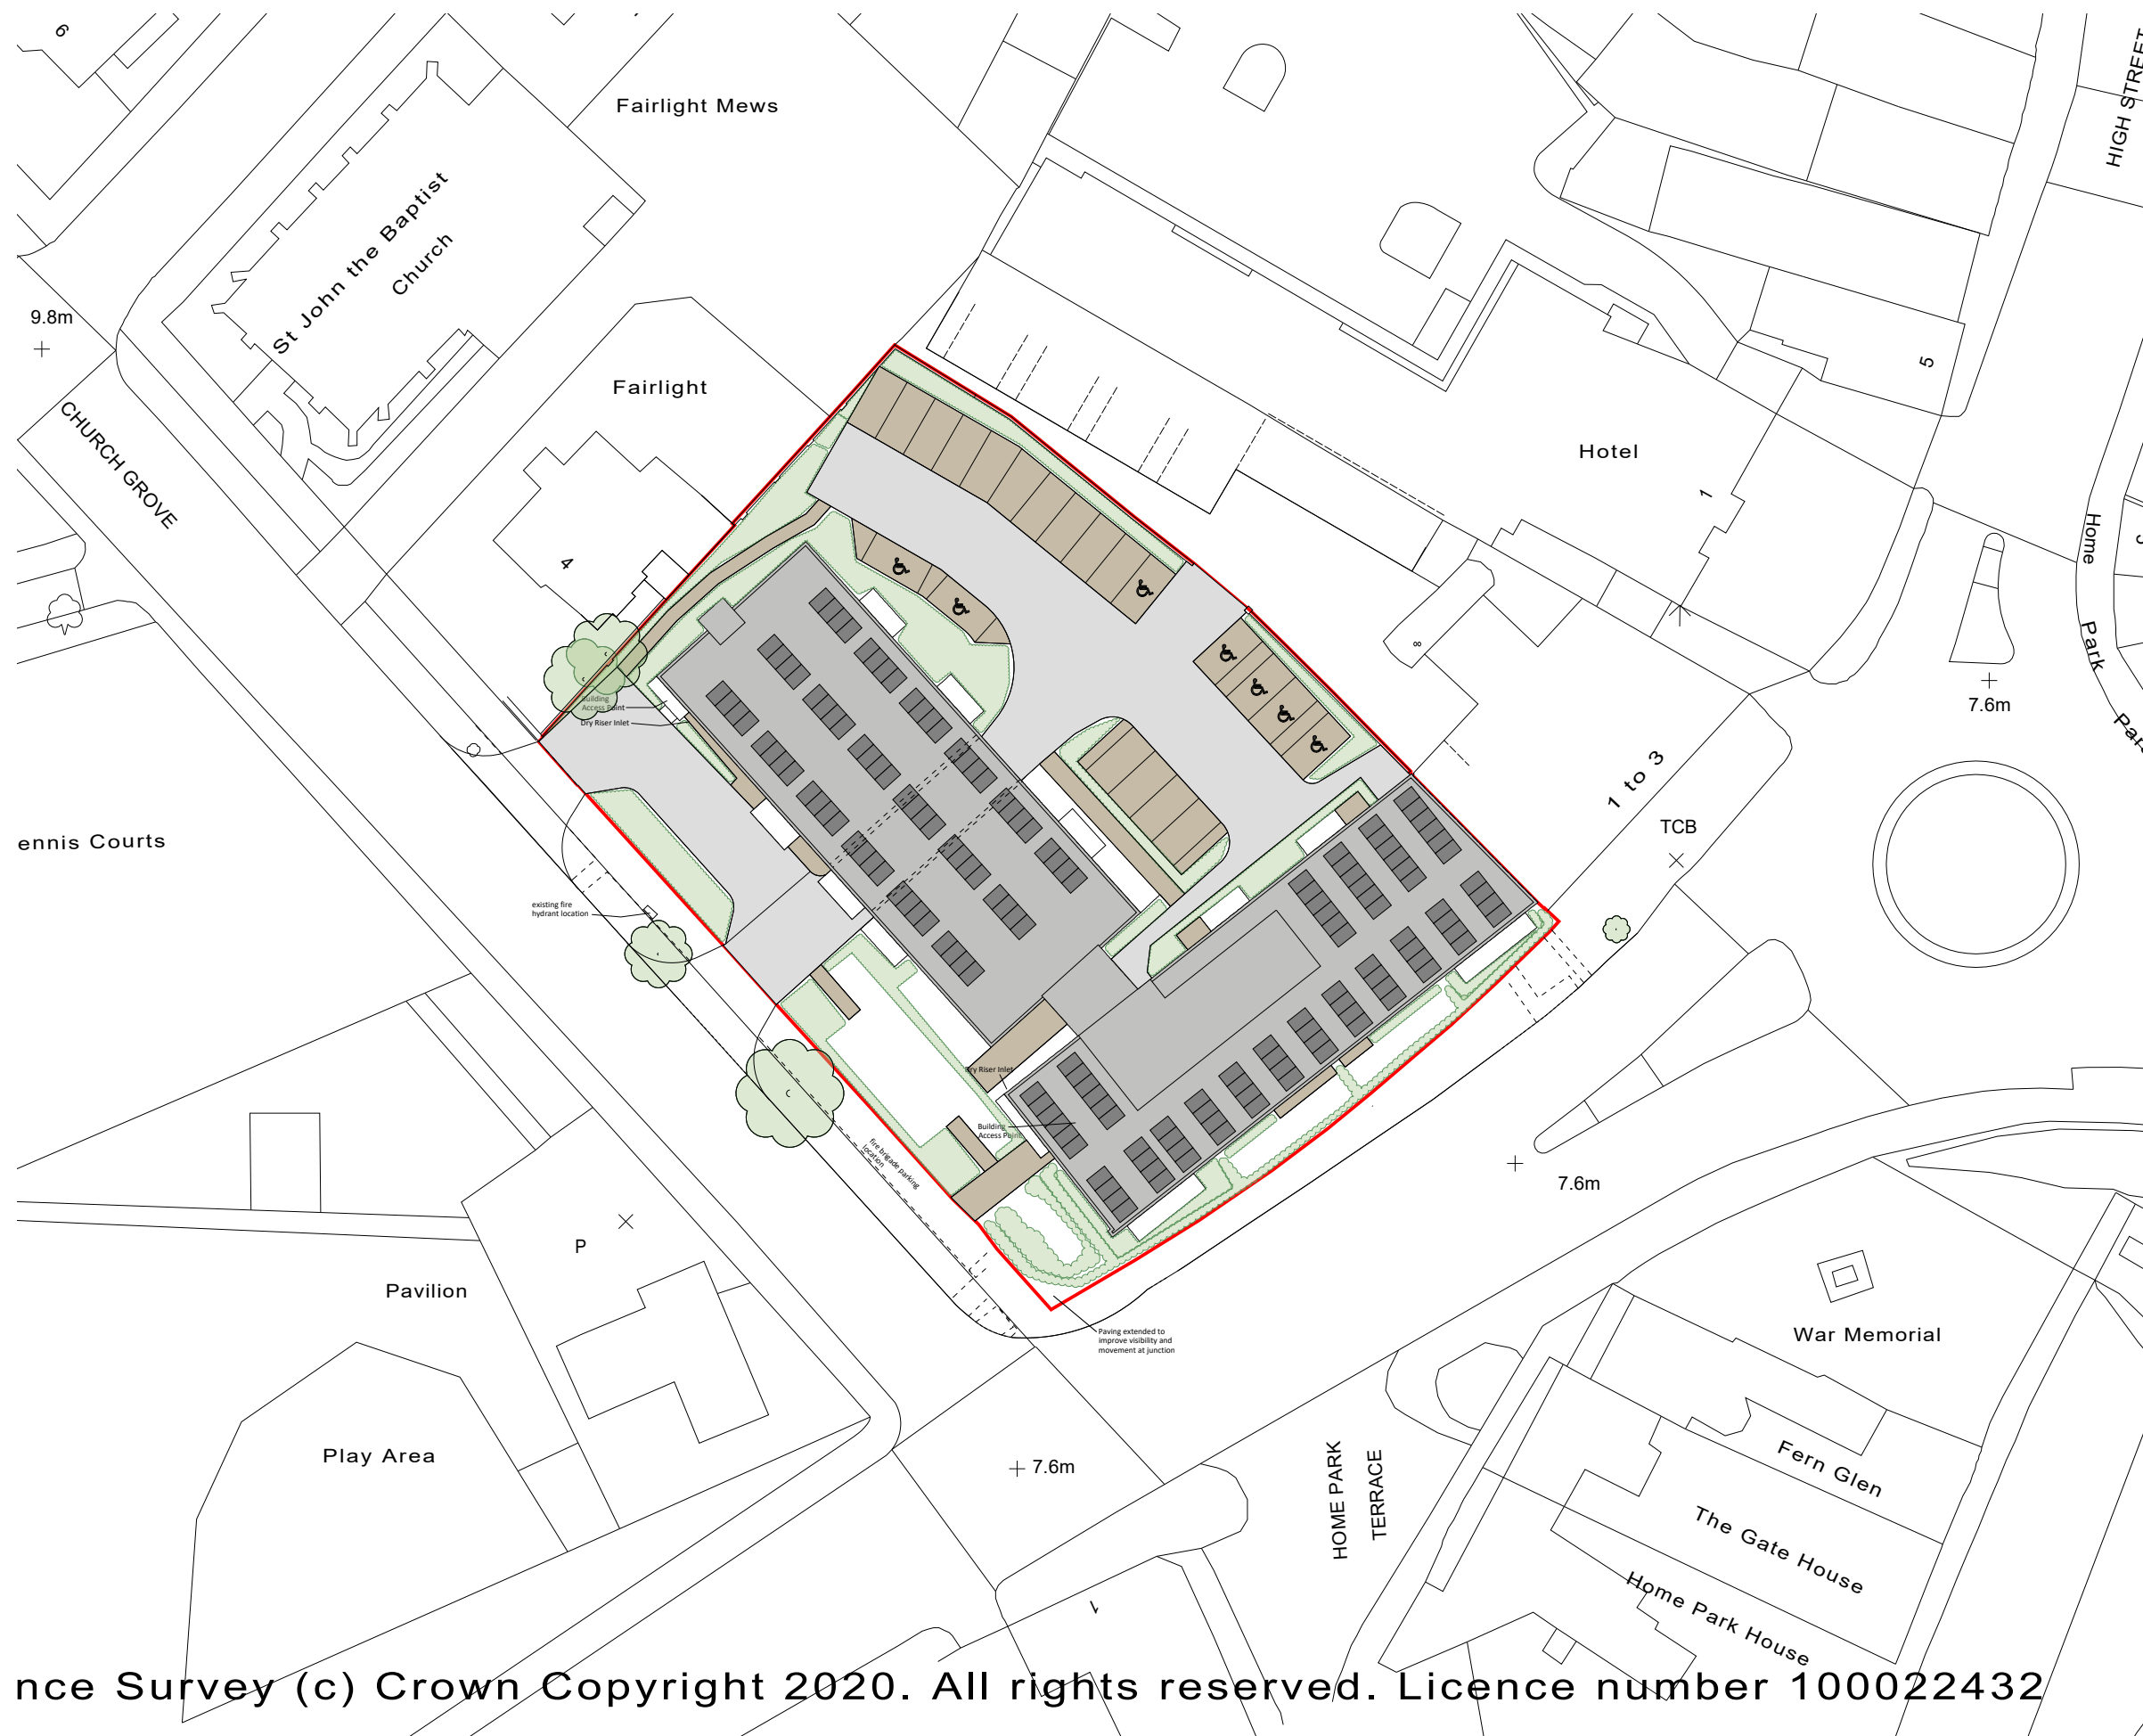 6
Fairlight Mews
HIGH STREET
St John the Baptist
Church
9.8m
Fairlight
5
CHURCH GROVE
Hotel
1
Home
Park
4
8
7.6m
Building
Access Point
Dry Riser Inlet
1 to 3
TCB
ennis Courts
existing fire
hydrant location
Dry Riser Inlet
Building
Access Point
fire brigade parking
location
7.6m
P
Pavilion
Paving extended to
improve visibility and
movement at junction
War Memorial
Play Area
7.6m
HOME PARK
TERRACE
Fern Glen
The Gate House
Home Park House
1
nce Survey (c) Crown Copyright 2020. All rights reserved. Licence number 100022432